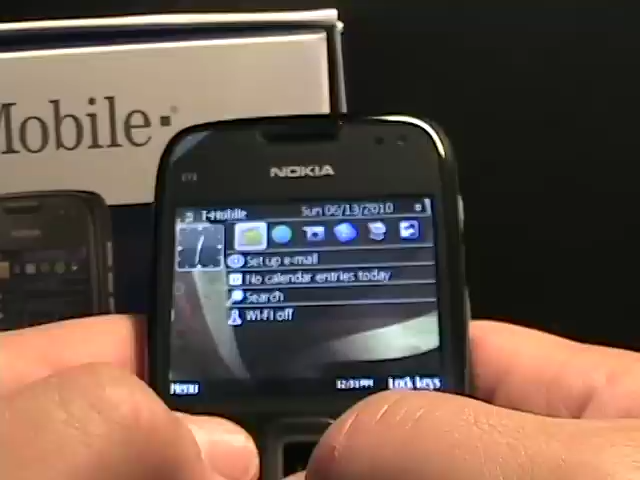 Mobile
NOKIA
E73
T-Mobile
Sun 06/13/2010
Set up e-mail
No calendar entries today
Search
Wi-Fi off
Menu
Lock keys